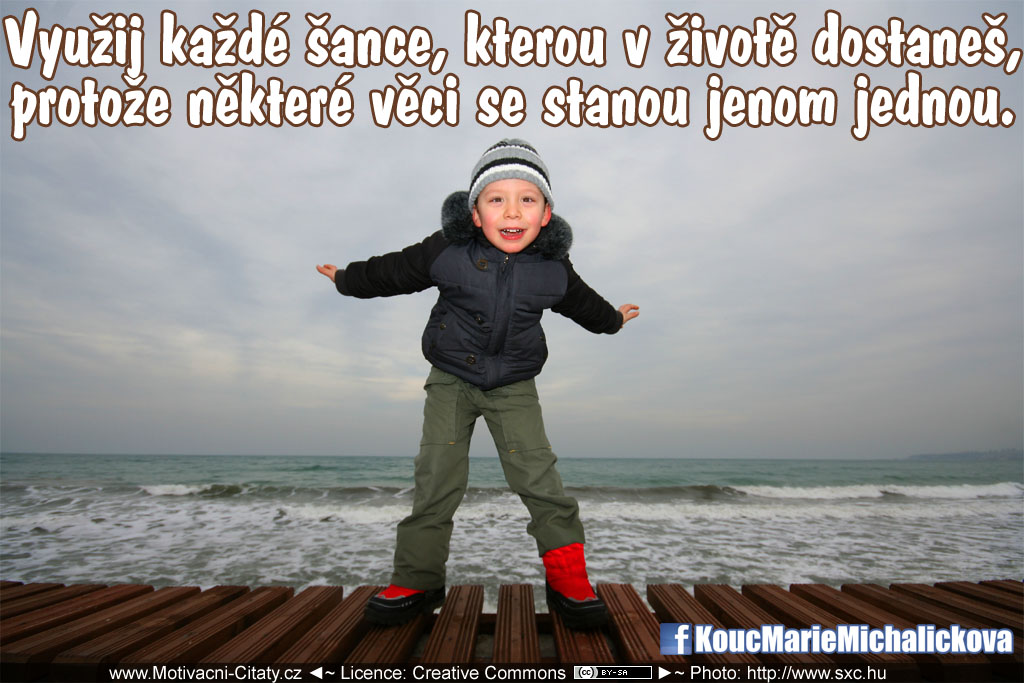 Využij každé šance, kterou v životě dostaneš,
protože některé věci se stanou jenom jednou.
f KoucMarieMichalickova
www.Motivacni-Citaty.cz ◄~ Licence: Creative Commons (cc) BY-SA ►~ Photo: http://www.sxc.hu